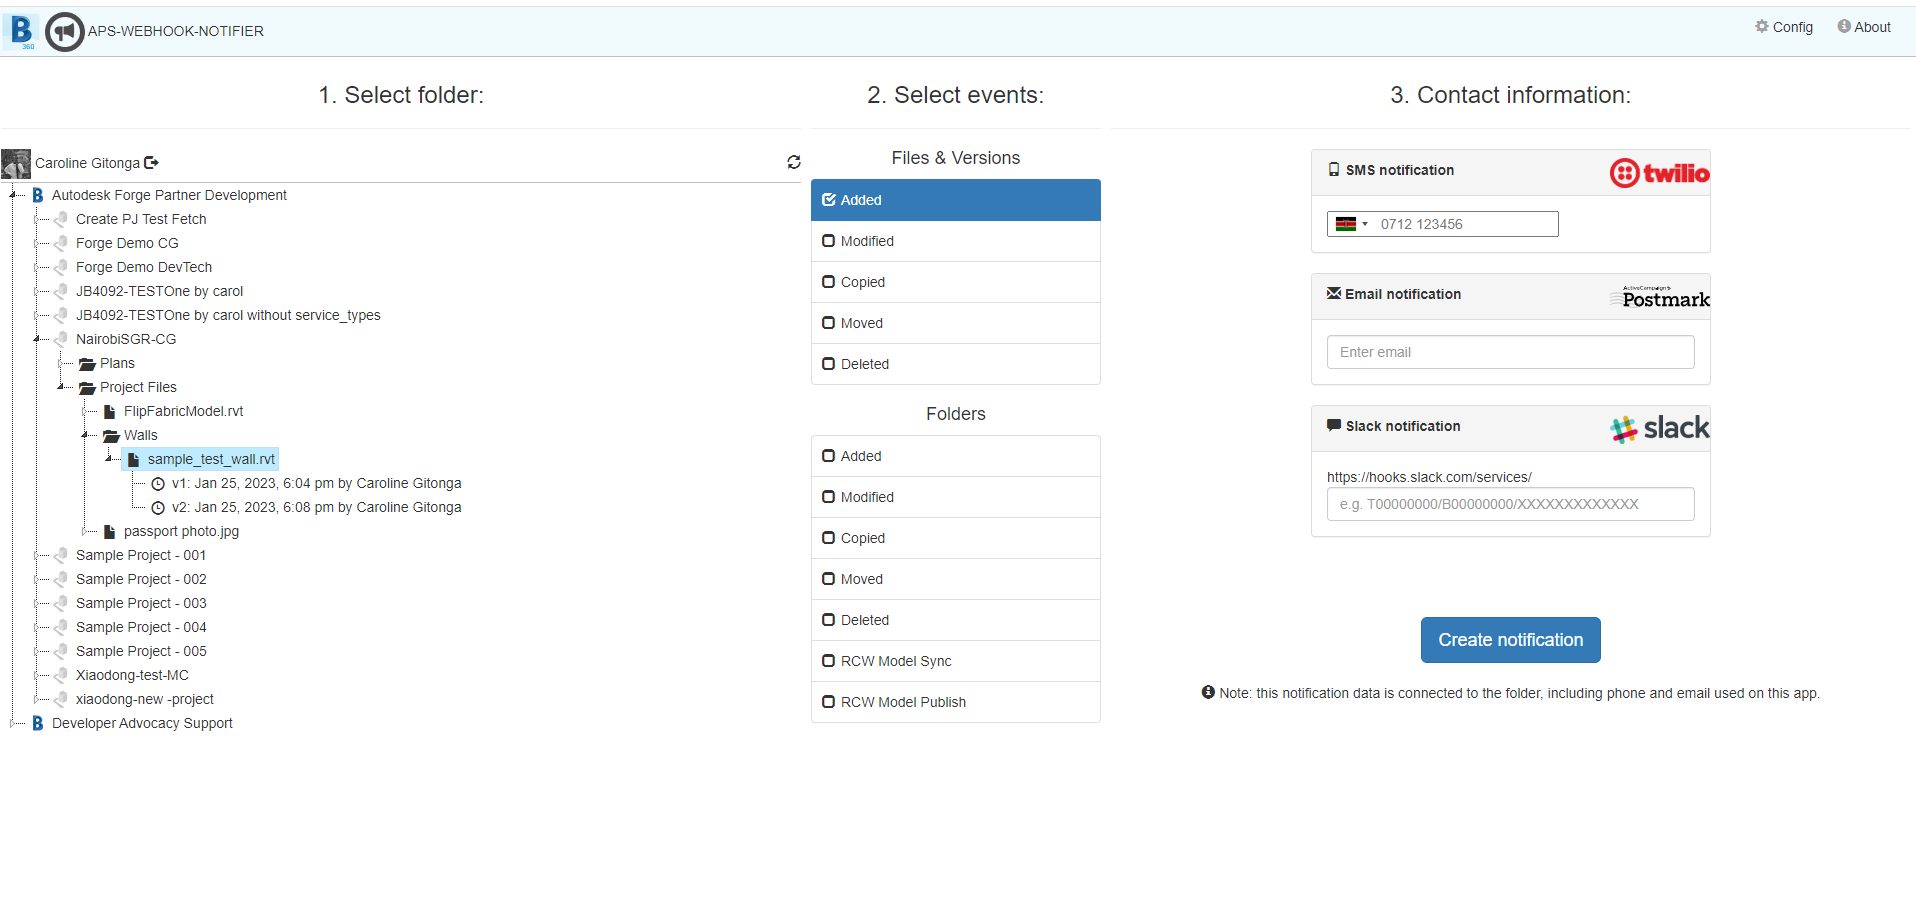 B
360
APS-WEBHOOK-NOTIFIER
Config
About
1. Select folder:
Caroline Gitonga
Autodesk Forge Partner Development
Create PJ Test Fetch
Forge Demo CG
Forge Demo DevTech
JB4092-TESTOne by carol
JB4092-TESTOne by carol without service_types
NairobiSGR-CG
Plans
Project Files
FlipFabricModel.rvt
Walls
sample_test_wall.rvt
v1: Jan 25, 2023, 6:04 pm by Caroline Gitonga
v2: Jan 25, 2023, 6:08 pm by Caroline Gitonga
passport photo.jpg
Sample Project - 001
Sample Project - 002
Sample Project - 003
Sample Project - 004
Sample Project - 005
Xiaodong-test-MC
xiaodong-new -project
Developer Advocacy Support
2. Select events:
Files & Versions
Added
Modified
Copied
Moved
Deleted
Folders
Added
Modified
Copied
Moved
Deleted
RCW Model Sync
RCW Model Publish
3. Contact information:
SMS notification
twilio
0712 123456
Email notification
ActiveCampaign
Postmark
Enter email
Slack notification
slack
https://hooks.slack.com/services/
e.g. T00000000/B00000000/XXXXXXXXXXXXX
Create notification
Note: this notification data is connected to the folder, including phone and email used on this app.